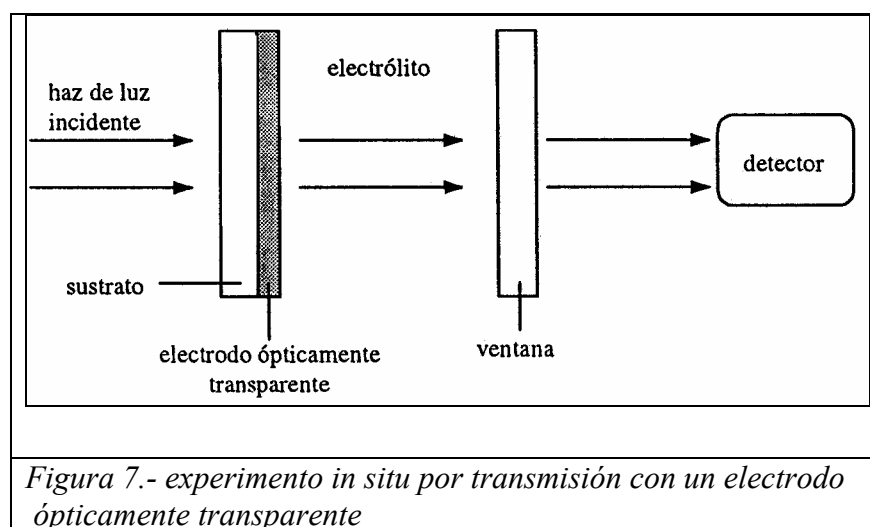 electrólito
haz de luz
incidente
detector
sustrato
electrodo ópticamente
transparente
ventana
Figura 7.- experimento in situ por transmisión con un electrodo
ópticamente transparente